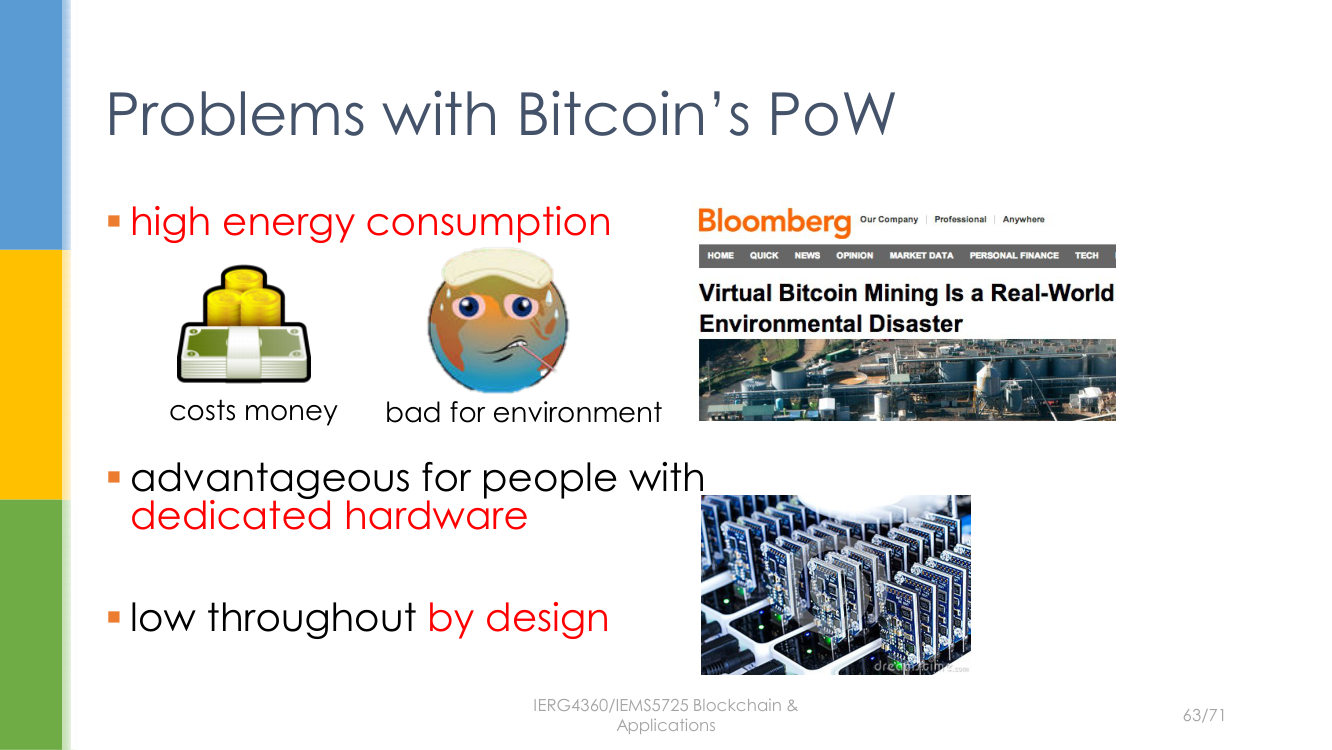 Problems with Bitcoin's PoW
high energy consumption
costs money
bad for environment
Bloomberg Our Company Professional Anywhere
HOME QUICK NEWS OPINION MARKET DATA PERSONAL FINANCE TECH
Virtual Bitcoin Mining Is a Real-World
Environmental Disaster
advantageous for people with
dedicated hardware
low throughout by design
IERG4360/IEMS5725 Blockchain &
Applications
63/71